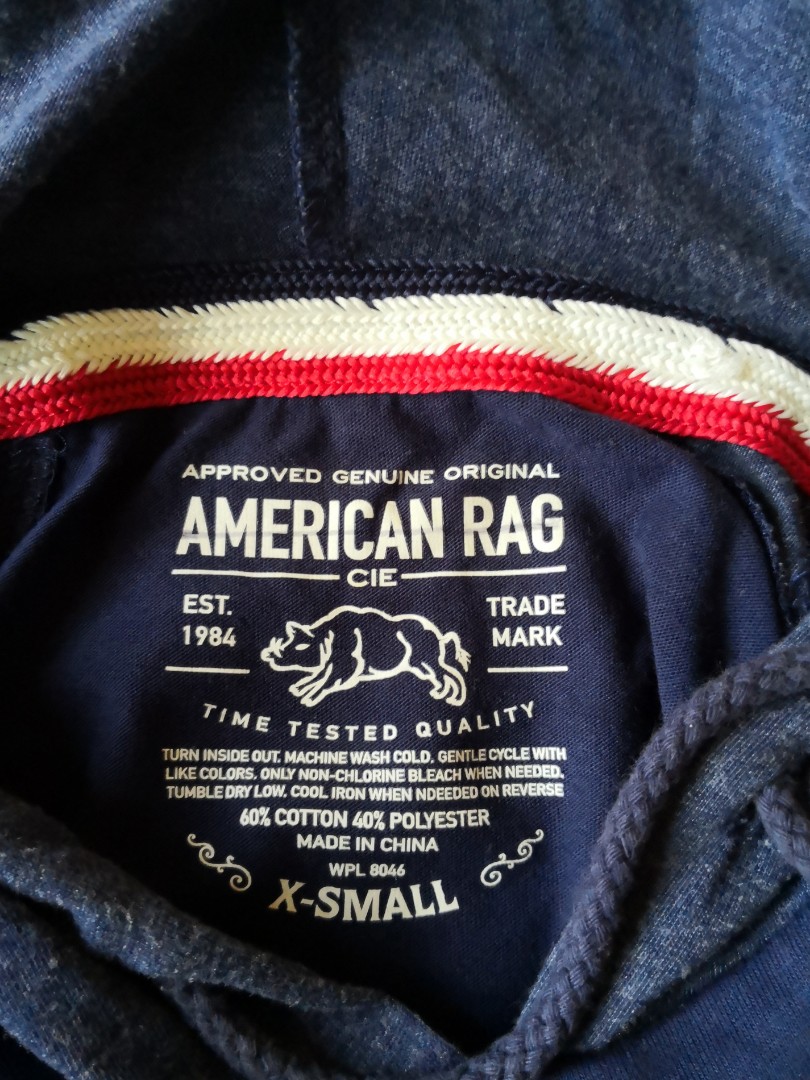 APPROVED GENUINE ORIGINAL
AMERICAN RAG
CIE
EST.
1984
TRADE
MARK
TIME TESTED QUALITY
TURN INSIDE OUT. MACHINE WASH COLD. GENTLE CYCLE WITH
LIKE COLORS. ONLY NON-CHLORINE BLEACH WHEN NEEDED.
TUMBLE DRY LOW. COOL IRON WHEN NDEEDED ON REVERSE
60% COTTON 40% POLYESTER
MADE IN CHINA
WPL 8046
X-SMALL